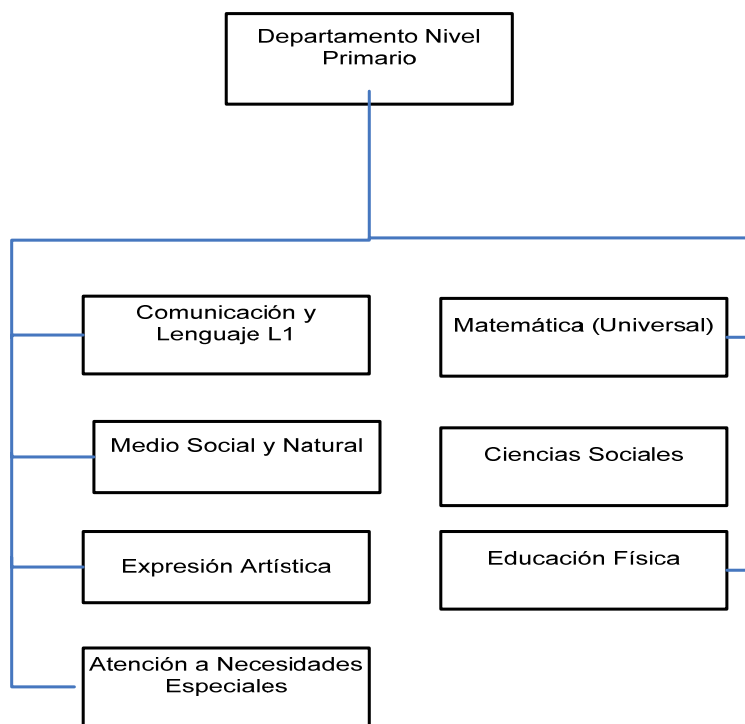 Departamento Nivel
Primario
Comunicación y
Lenguaje L1
Matemática (Universal)
Medio Social y Natural
Ciencias Sociales
Expresión Artística
Educación Física
Atención a Necesidades
Especiales